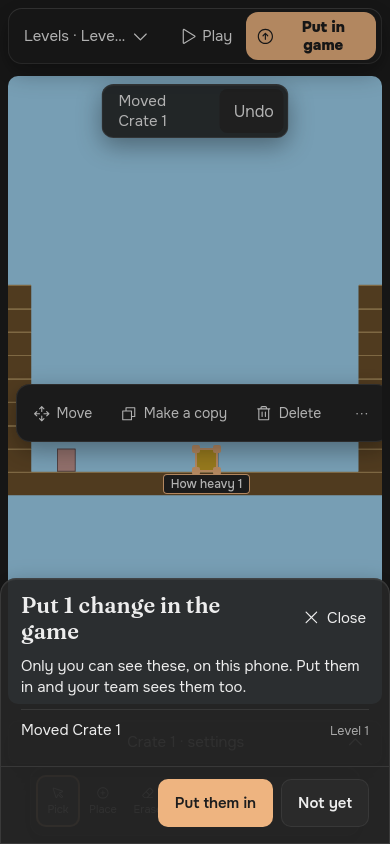 Levels · Leve...
Play
Put in
game
Moved
Crate 1
Undo
Move
Make a copy
Delete
...
How heavy 1
Put 1 change in the
game
Close
Only you can see these, on this phone. Put them
in and your team sees them too.
Moved Crate 1
Level 1
Crate 1 · settings
Pick
Place
Put them in
Not yet